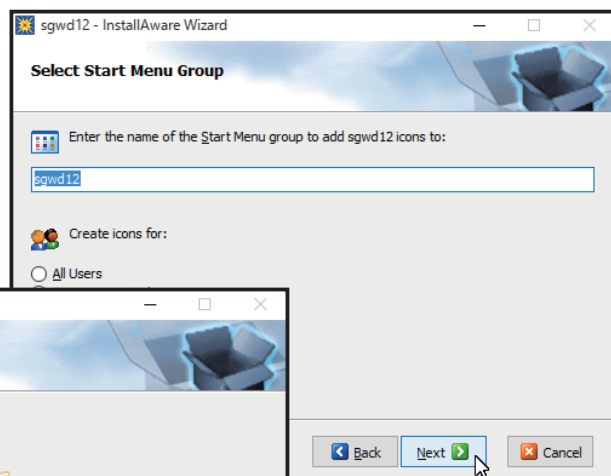 sgwd12 - InstallAware Wizard
Select Start Menu Group
Enter the name of the Start Menu group to add sgwd12 icons to:
sgwd12
Create icons for:
All Users
Back Next Cancel